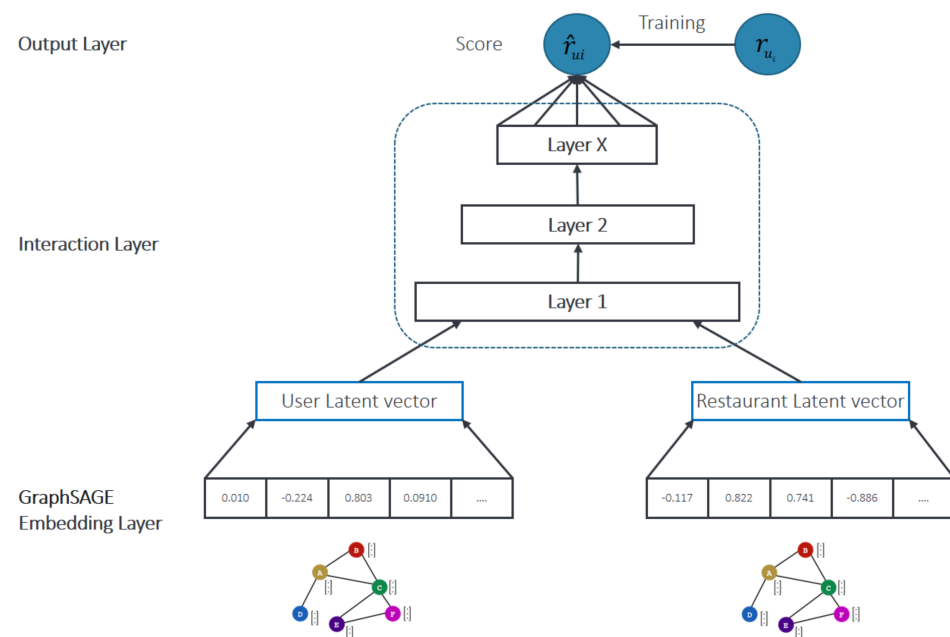 Output Layer
Score
r̂ui
Training
rui
Layer X
Interaction Layer
Layer 2
Layer 1
User Latent vector
Restaurant Latent vector
GraphSAGE
Embedding Layer
0.010 -0.224 0.803 0.0910 ....
-0.117 0.822 0.741 -0.886 ....
B [:]
A [:]
C [:]
D [:]
F [:]
E [:]
B [:]
A [:]
C [:]
D [:]
F [:]
E [:]